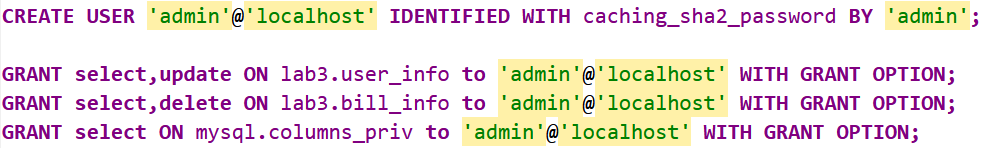 CREATE USER 'admin'@'localhost' IDENTIFIED WITH caching_sha2_password BY 'admin';
GRANT select,update ON lab3.user_info to 'admin'@'localhost' WITH GRANT OPTION;
GRANT select,delete ON lab3.bill_info to 'admin'@'localhost' WITH GRANT OPTION;
GRANT select ON mysql.columns_priv to 'admin'@'localhost' WITH GRANT OPTION;